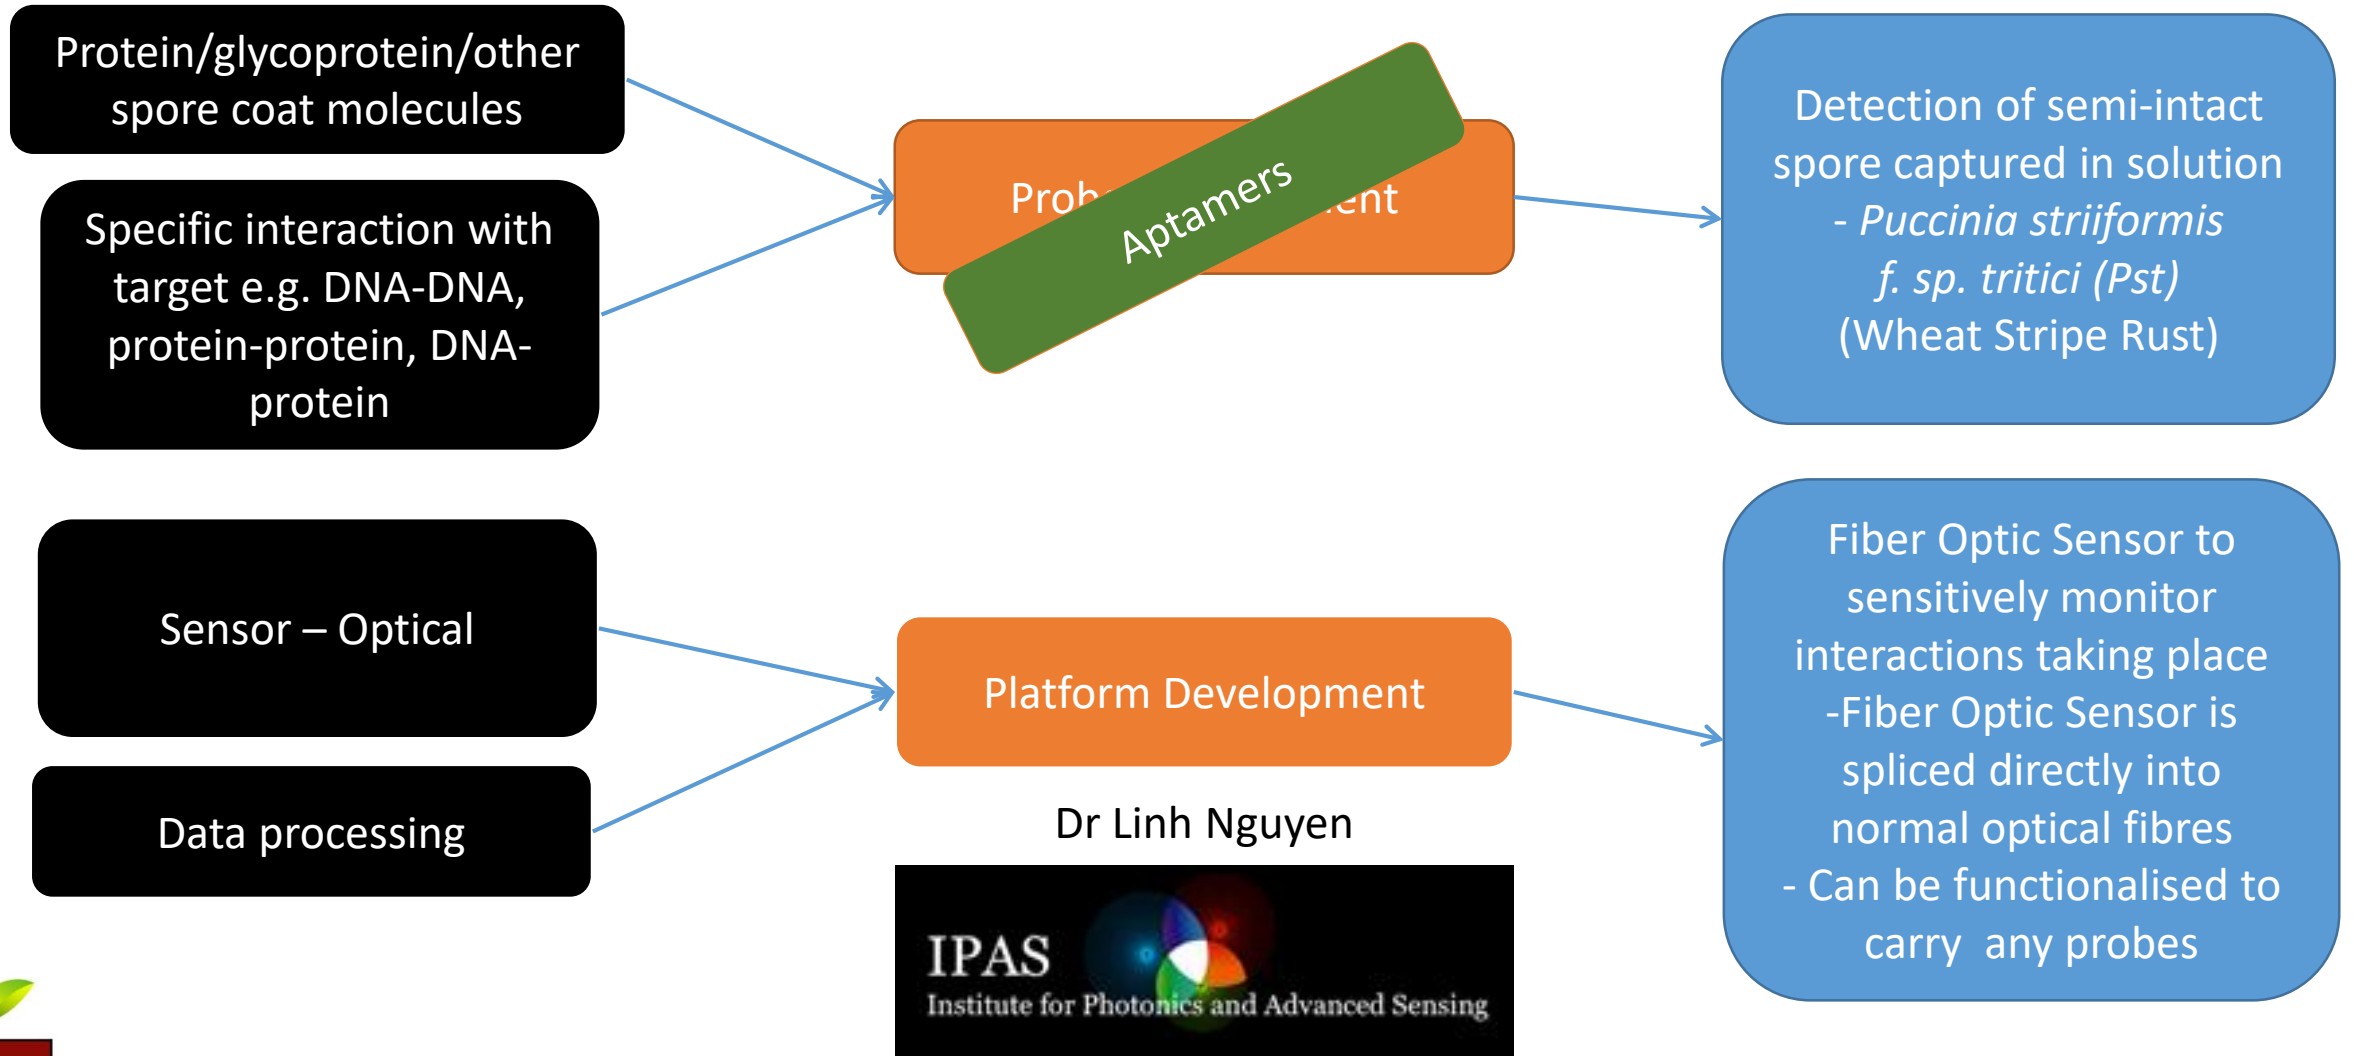 Protein/glycoprotein/other
spore coat molecules
Specific interaction with
target e.g. DNA-DNA,
protein-protein, DNA-
protein
Aptamers
Detection of semi-intact
spore captured in solution
- Puccinia striiformis
f. sp. tritici (Pst)
(Wheat Stripe Rust)
Sensor – Optical
Data processing
Platform Development
Dr Linh Nguyen
IPAS
Institute for Photonics and Advanced Sensing
Fiber Optic Sensor to
sensitively monitor
interactions taking place
-Fiber Optic Sensor is
spliced directly into
normal optical fibres
- Can be functionalised to
carry any probes